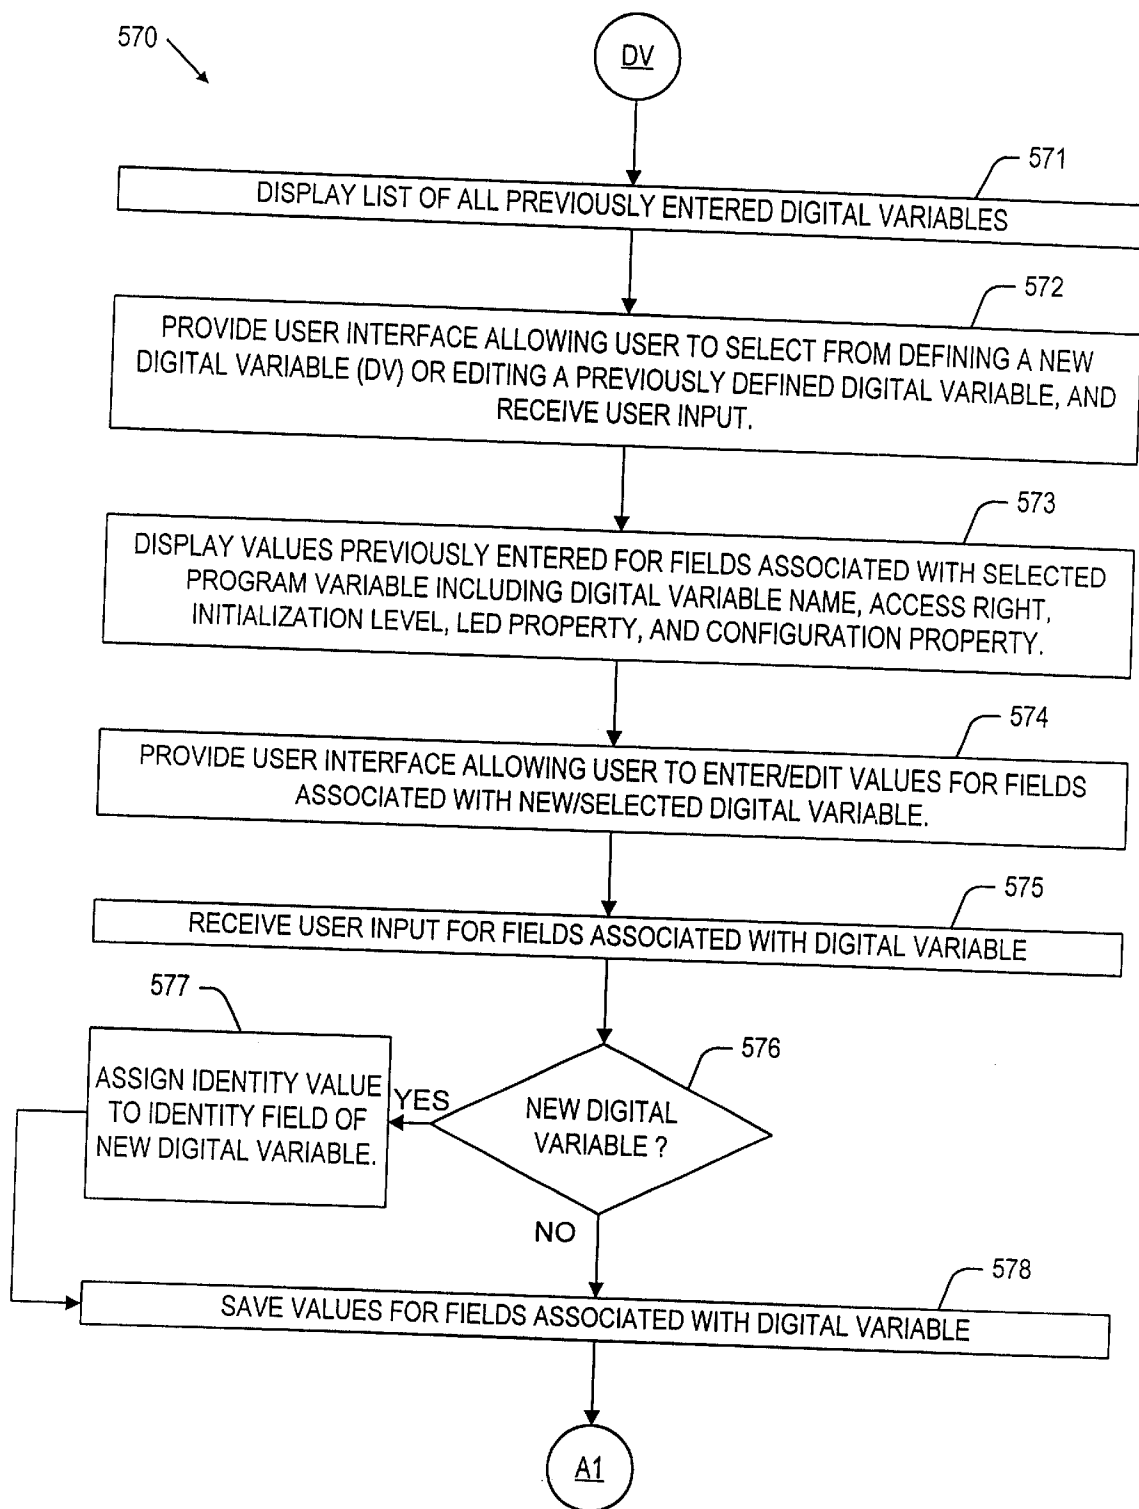 570
DV
571
DISPLAY LIST OF ALL PREVIOUSLY ENTERED DIGITAL VARIABLES
572
PROVIDE USER INTERFACE ALLOWING USER TO SELECT FROM DEFINING A NEW
DIGITAL VARIABLE (DV) OR EDITING A PREVIOUSLY DEFINED DIGITAL VARIABLE, AND
RECEIVE USER INPUT.
573
DISPLAY VALUES PREVIOUSLY ENTERED FOR FIELDS ASSOCIATED WITH SELECTED
PROGRAM VARIABLE INCLUDING DIGITAL VARIABLE NAME, ACCESS RIGHT,
INITIALIZATION LEVEL, LED PROPERTY, AND CONFIGURATION PROPERTY.
574
PROVIDE USER INTERFACE ALLOWING USER TO ENTER/EDIT VALUES FOR FIELDS
ASSOCIATED WITH NEW/SELECTED DIGITAL VARIABLE.
575
RECEIVE USER INPUT FOR FIELDS ASSOCIATED WITH DIGITAL VARIABLE
577
576
ASSIGN IDENTITY VALUE
TO IDENTITY FIELD OF
NEW DIGITAL VARIABLE.
YES
NEW DIGITAL
VARIABLE ?
NO
578
SAVE VALUES FOR FIELDS ASSOCIATED WITH DIGITAL VARIABLE
A1